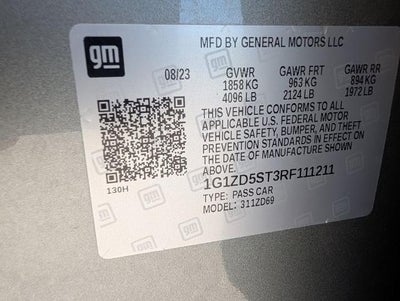 gm
MFD BY GENERAL MOTORS LLC
08/23 GVWR GAWR FRT GAWR RR
1858 KG 963 KG 894 KG
4096 LB 2124 LB 1972 LB
THIS VEHICLE CONFORMS TO ALL
APPLICABLE U.S. FEDERAL MOTOR
VEHICLE SAFETY, BUMPER, AND THEFT
PREVENTION STANDARDS IN EFFECT ON
THE DATE OF MANUFACTURE SHOWN
ABOVE.
130H
1G1ZD5ST3RF111211
TYPE: PASS CAR
MODEL: 311ZD69